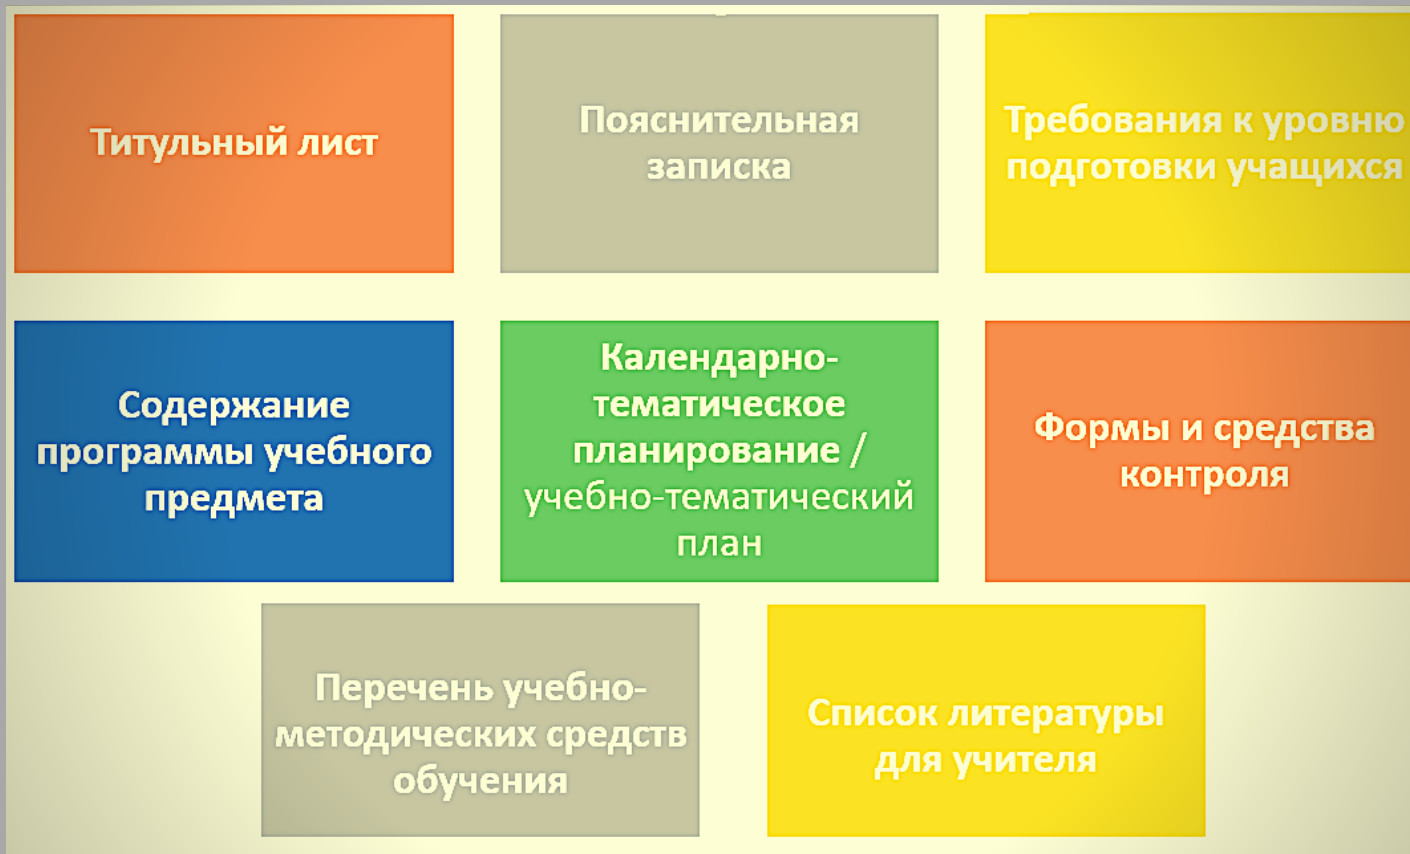 Титульный лист
Пояснительная
записка
Требования к уровню
подготовки учащихся
Содержание
программы учебного
предмета
Календарно-
тематическое
планирование /
учебно-тематический
план
Формы и средства
контроля
Перечень учебно-
методических средств
обучения
Список литературы
для учителя